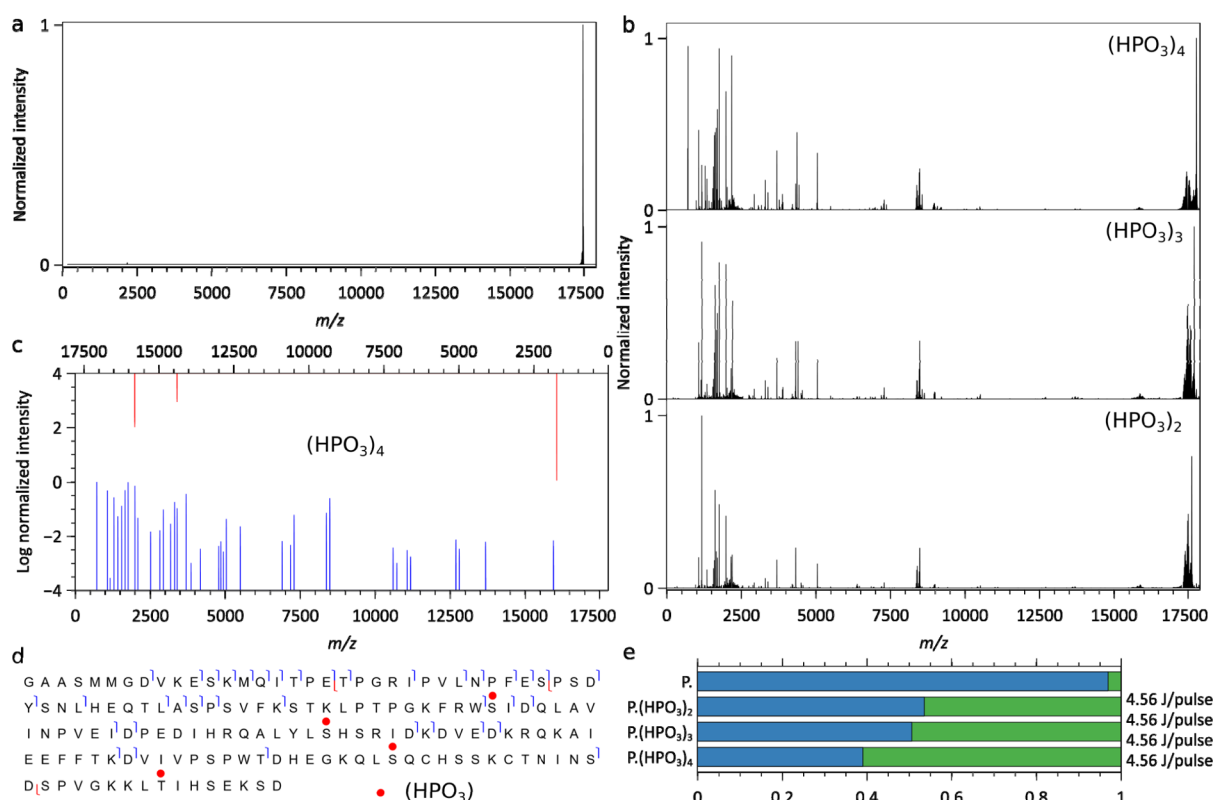 a
1
0
Normalized intensity
0 2500 5000 7500 10000 12500 15000 17500
m/z
b
(HPO3)4
1
0
(HPO3)3
1
0
(HPO3)2
1
0
Normalized intensity
0 2500 5000 7500 10000 12500 15000 17500
m/z
c
17500 15000 12500 10000 7500 5000 2500 0
4
2
0
−2
−4
Log normalized intensity
(HPO3)4
0 2500 5000 7500 10000 12500 15000 17500
m/z
d
G A A S M M G D V K E S K M Q I T P E T P G R I P V L N P F E S P S D
Y S N L H E Q T L A S P S V F K S T K L P T P G K F R W S I D Q L A V
I N P V E I D P E D I H R Q A L Y L S H S R I D K D V E D K R Q K A I
E E F F T K D V I V P S P W T D H E G K Q L S Q C H S S K C T N I N S
D S P V G K K L T I H S E K S D
(HPO3)
e
P.
P.(HPO3)2
P.(HPO3)3
P.(HPO3)4
4.56 J/pulse
4.56 J/pulse
4.56 J/pulse
4.56 J/pulse
0 0.2 0.4 0.6 0.8 1